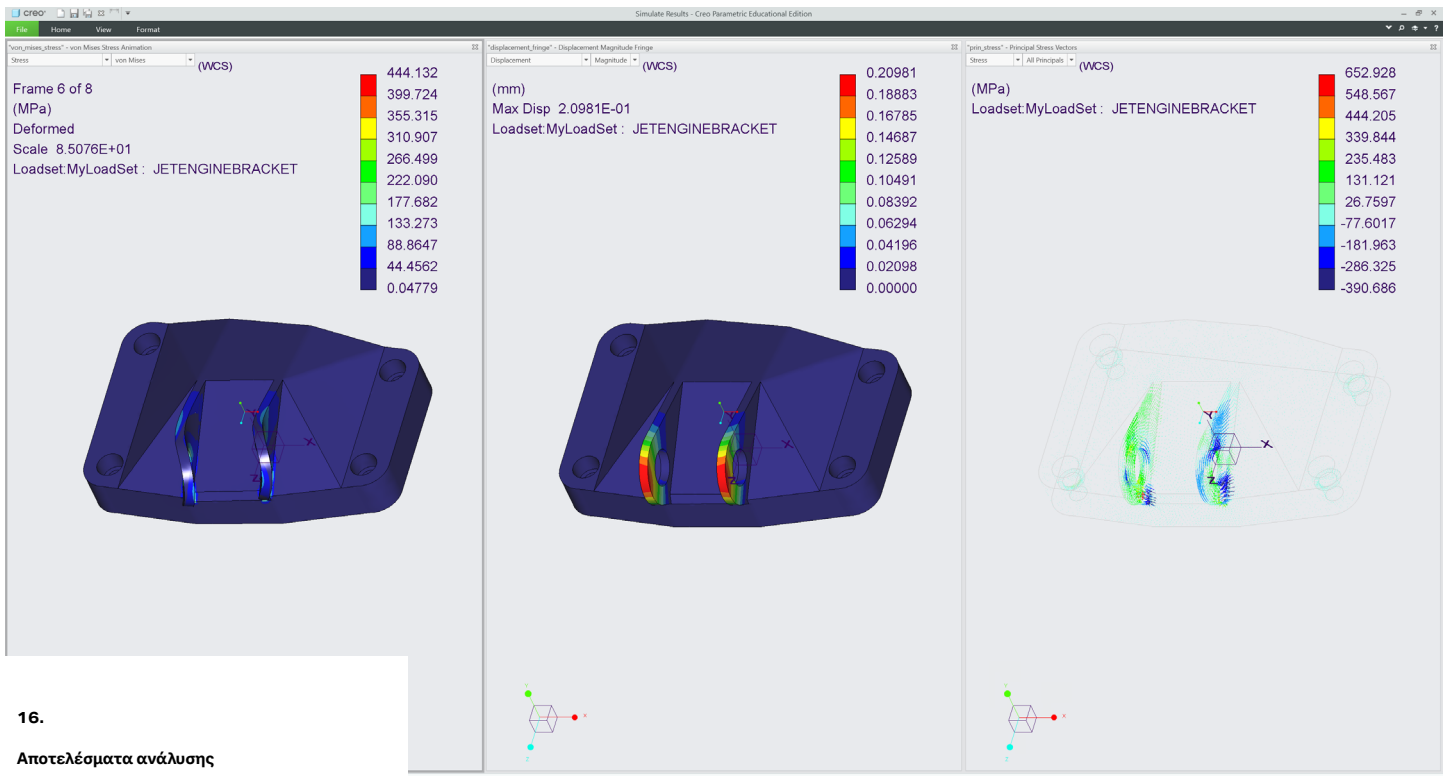 creo®
Simulate Results - Creo Parametric Educational Edition
File Home View Format
"von_mises_stress" - von Mises Stress Animation
Stress von Mises
(WCS)
Frame 6 of 8
(MPa)
Deformed
Scale 8.5076E+01
Loadset:MyLoadSet : JETENGINEBRACKET
444.132
399.724
355.315
310.907
266.499
222.090
177.682
133.273
88.8647
44.4562
0.04779
Y
X
Z
"displacement_fringe" - Displacement Magnitude Fringe
Displacement Magnitude
(WCS)
(mm)
Max Disp 2.0981E-01
Loadset:MyLoadSet : JETENGINEBRACKET
0.20981
0.18883
0.16785
0.14687
0.12589
0.10491
0.08392
0.06294
0.04196
0.02098
0.00000
Y
X
Z
Y
X
Z
"prin_stress" - Principal Stress Vectors
Stress All Principals
(WCS)
(MPa)
Loadset:MyLoadSet : JETENGINEBRACKET
652.928
548.567
444.205
339.844
235.483
131.121
26.7597
-77.6017
-181.963
-286.325
-390.686
Y
X
Z
Y
X
Z
16.
Αποτελέσματα ανάλυσης